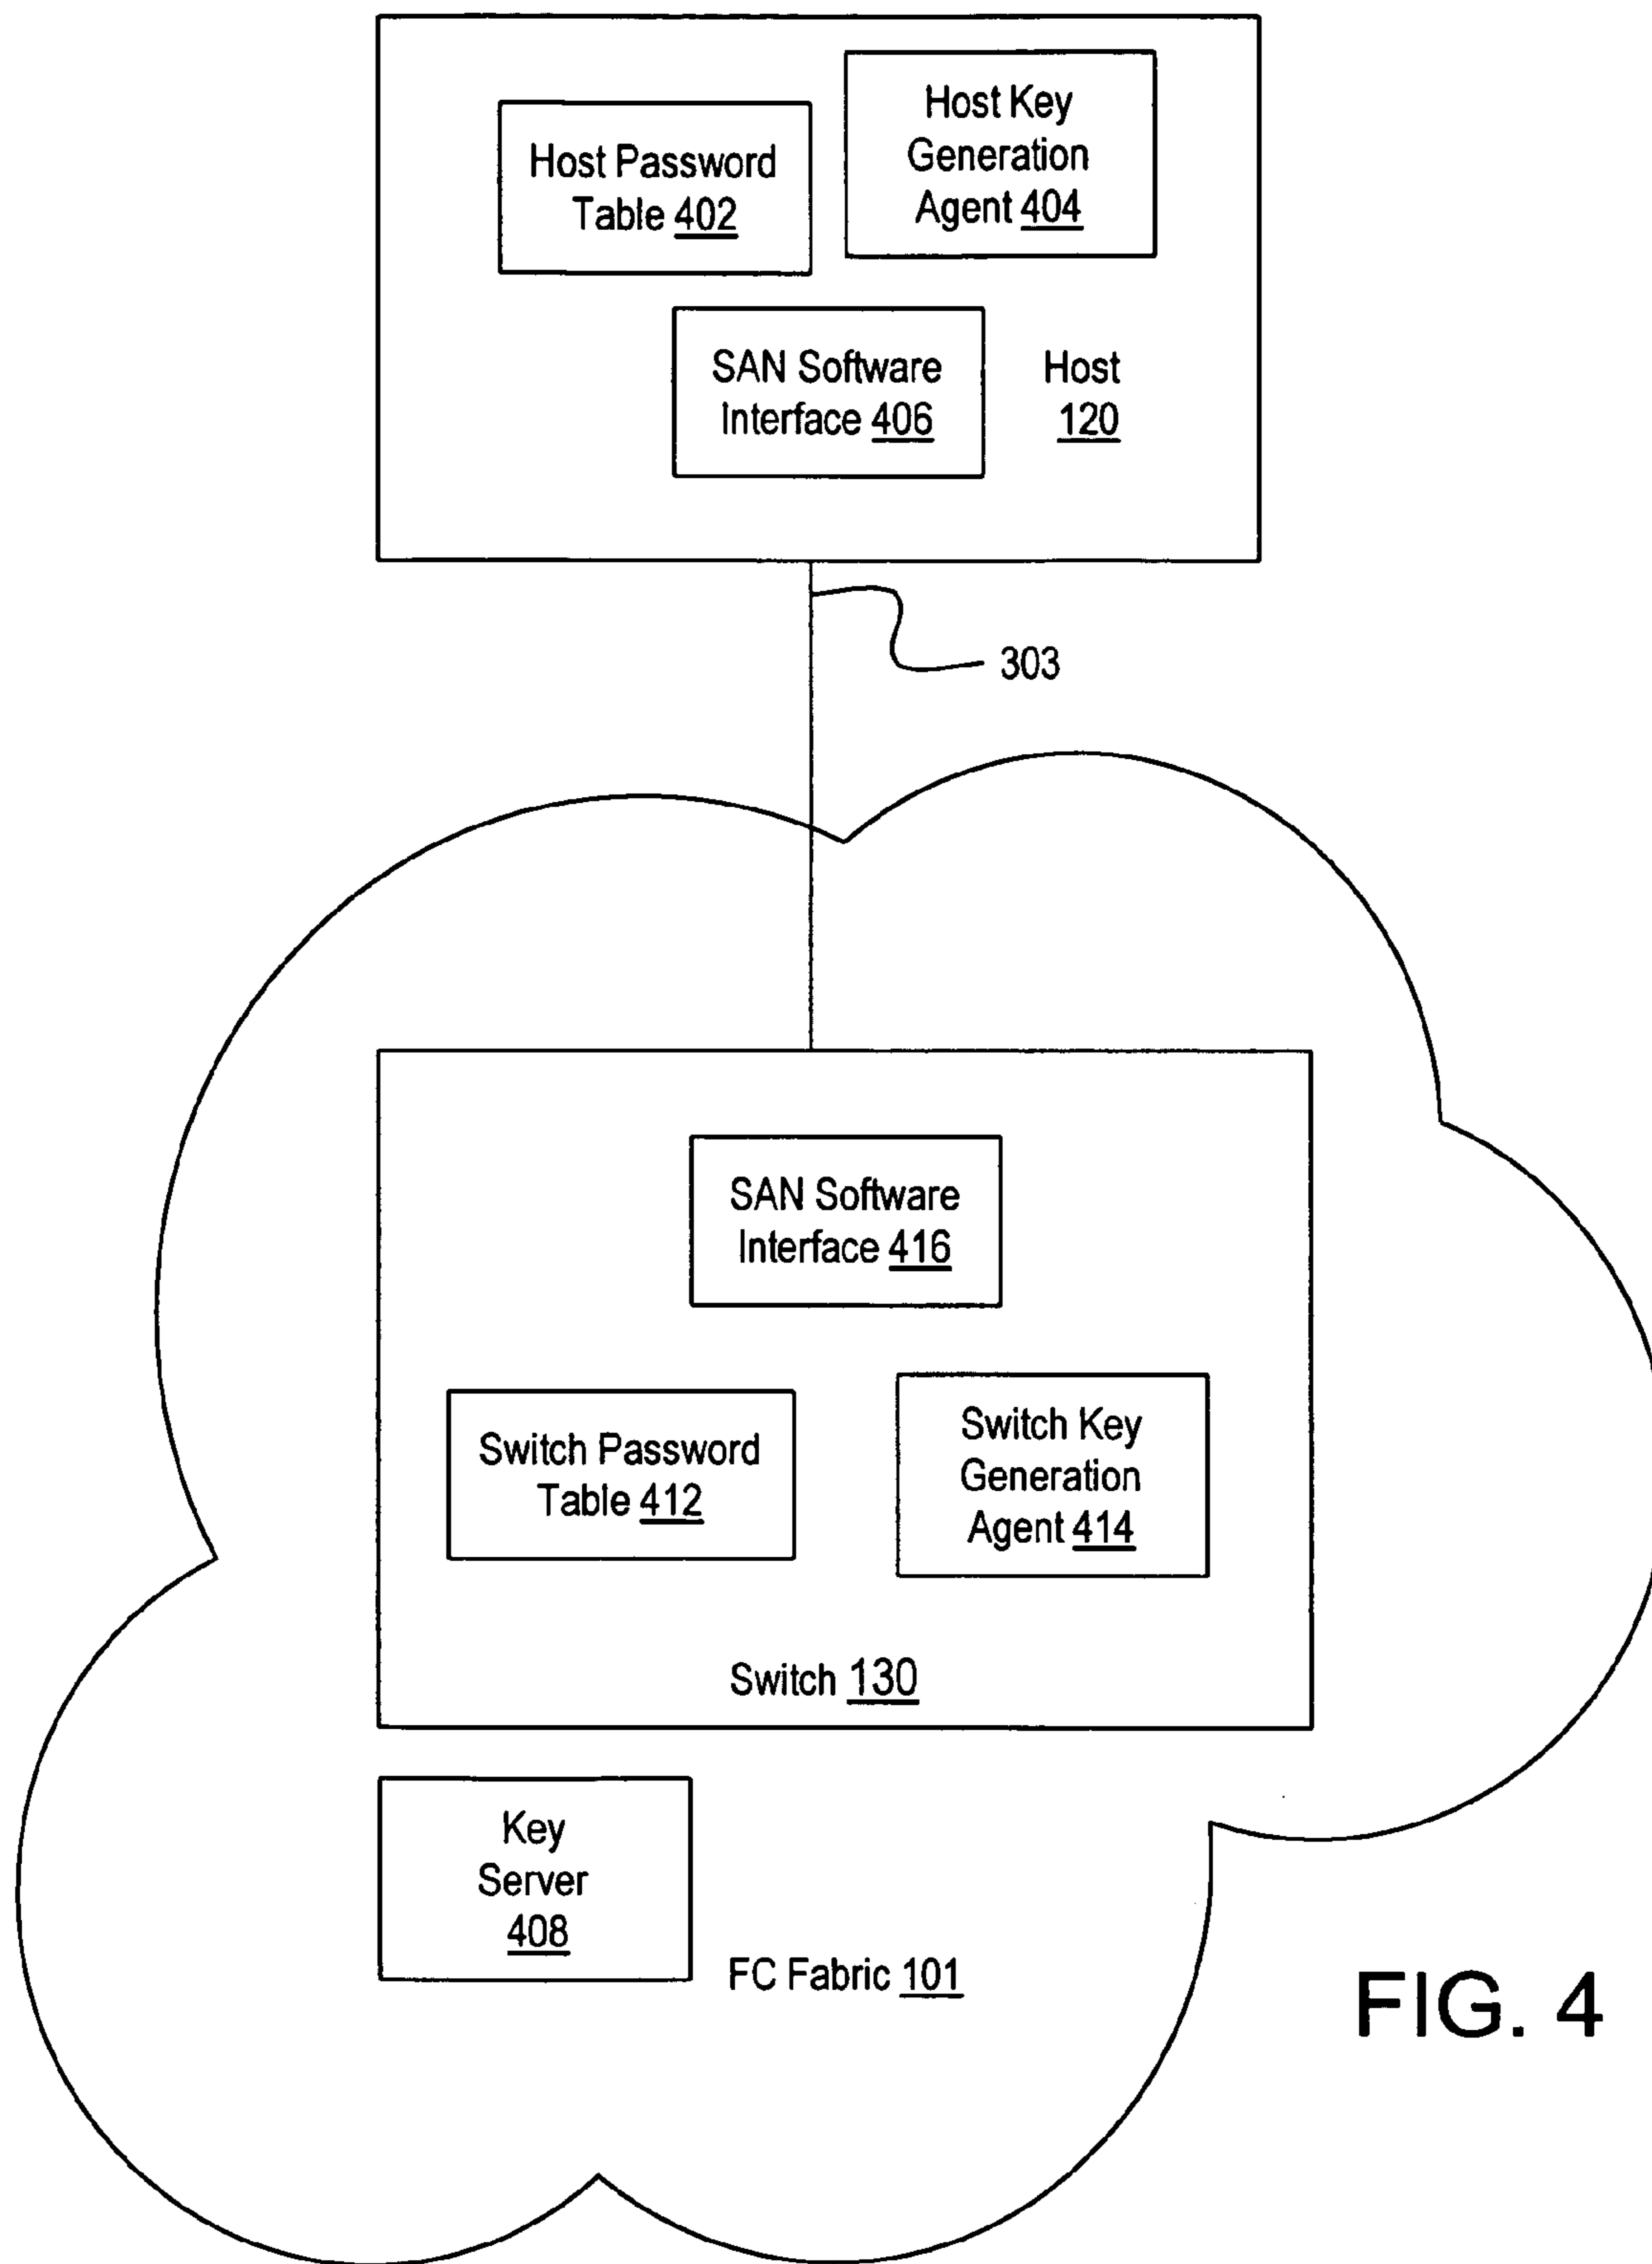 Host Password
Table 402
Host Key
Generation
Agent 404
SAN Software
Interface 406
Host
120
303
SAN Software
Interface 416
Switch Password
Table 412
Switch Key
Generation
Agent 414
Switch 130
Key
Server
408
FC Fabric 101
FIG. 4